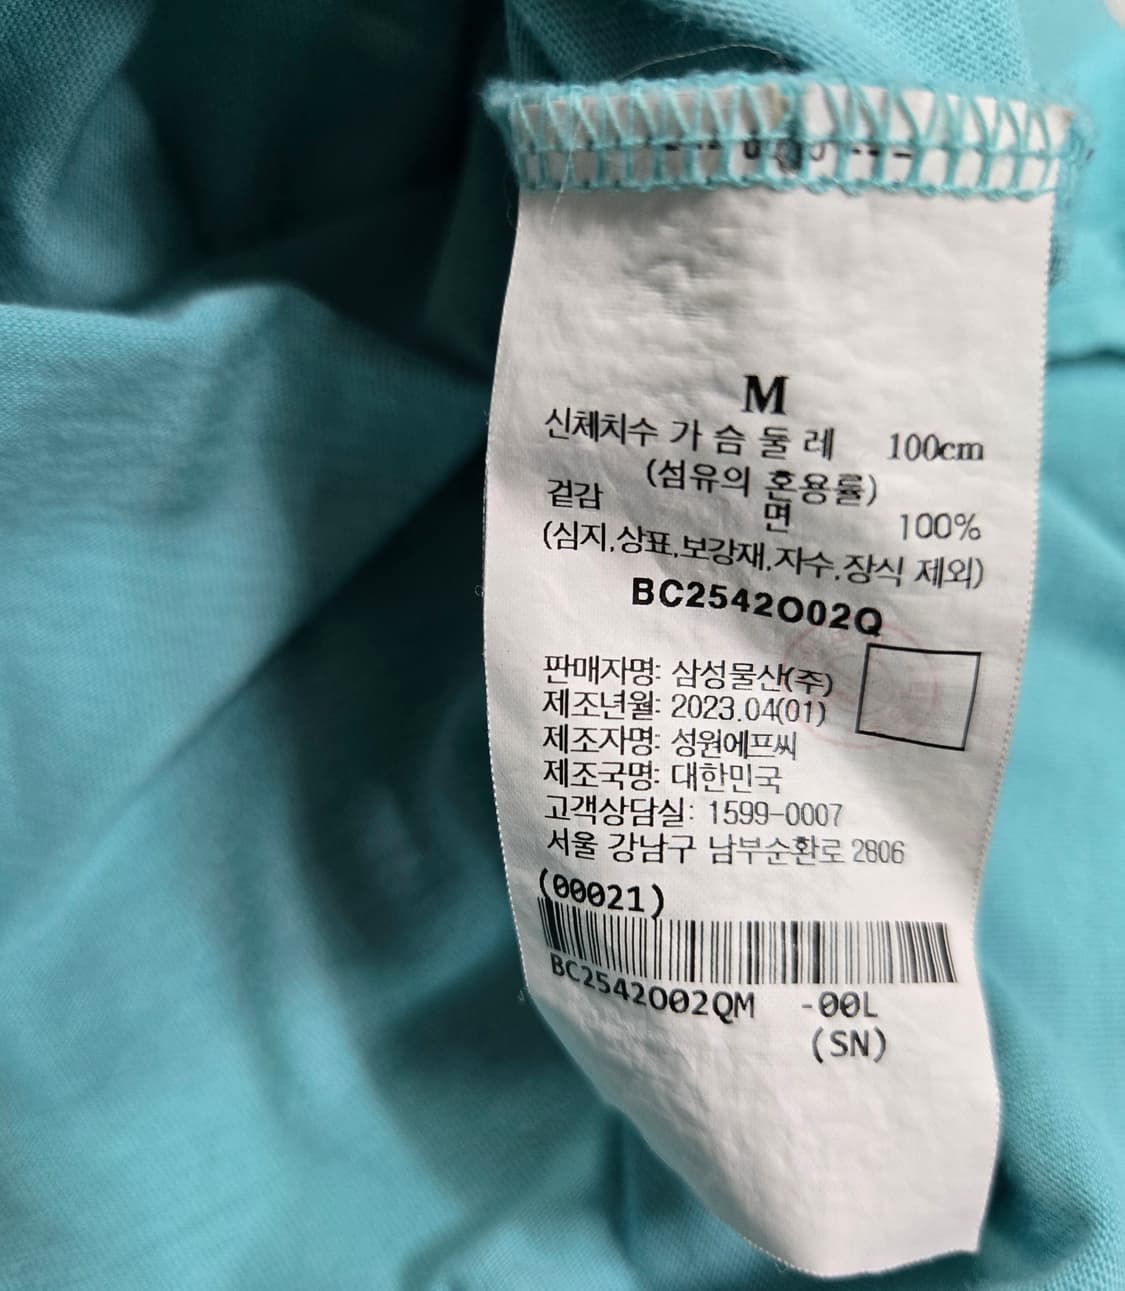 M
신체치수 가 슴 둘 레 100cm
(섬유의 혼용률)
겉감 면 100%
(심지,상표,보강재,자수,장식 제외)
BC2542O02Q
판매자명: 삼성물산(주)
제조년월: 2023.04(01)
제조자명: 성원에프씨
제조국명: 대한민국
고객상담실: 1599-0007
서울 강남구 남부순환로 2806
(00021)
BC2542O02QM -00L
(SN)